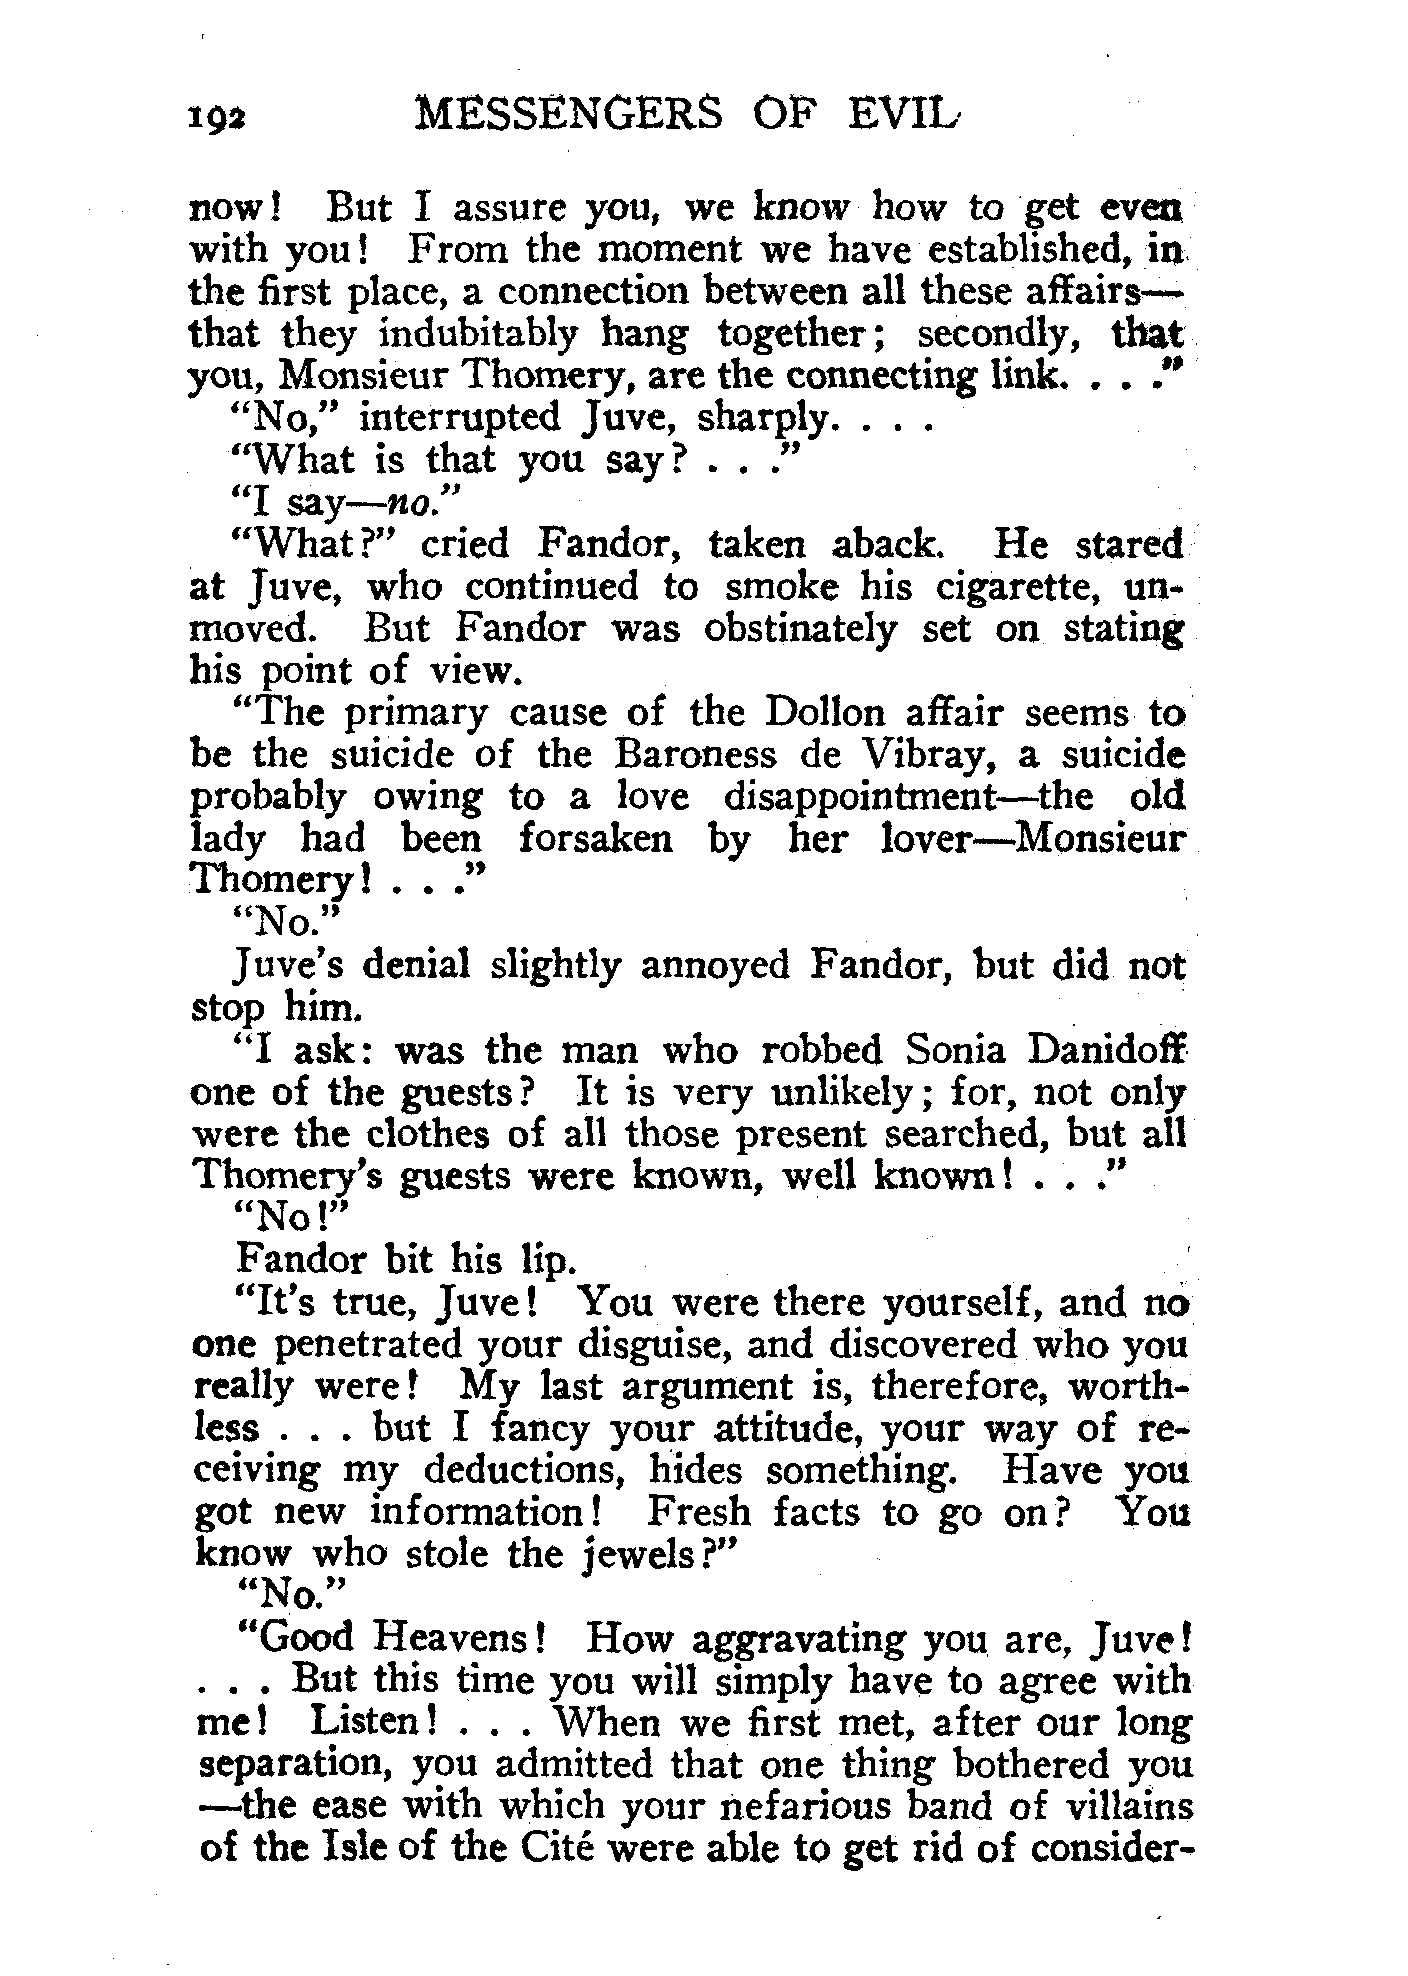 192 MESSENGERS OF EVIL
now! But I assure you, we know how to get even
with you! From the moment we have established, in
the first place, a connection between all these affairs—
that they indubitably hang together; secondly, that
you, Monsieur Thomery, are the connecting link. . . ."
"No," interrupted Juve, sharply. . . .
"What is that you say? . . ."
"I say—no."
"What?" cried Fandor, taken aback. He stared
at Juve, who continued to smoke his cigarette, un-
moved. But Fandor was obstinately set on stating
his point of view.
"The primary cause of the Dollon affair seems to
be the suicide of the Baroness de Vibray, a suicide
probably owing to a love disappointment—the old
lady had been forsaken by her lover—Monsieur
Thomery! . . ."
"No."
Juve's denial slightly annoyed Fandor, but did not
stop him.
"I ask: was the man who robbed Sonia Danidoff
one of the guests? It is very unlikely; for, not only
were the clothes of all those present searched, but all
Thomery's guests were known, well known! . . ."
"No!"
Fandor bit his lip.
"It's true, Juve! You were there yourself, and no
one penetrated your disguise, and discovered who you
really were! My last argument is, therefore, worth-
less . . . but I fancy your attitude, your way of re-
ceiving my deductions, hides something. Have you
got new information! Fresh facts to go on? You
know who stole the jewels?"
"No."
"Good Heavens! How aggravating you are, Juve!
. . . But this time you will simply have to agree with
me! Listen! . . . When we first met, after our long
separation, you admitted that one thing bothered you
—the ease with which your nefarious band of villains
of the Isle of the Cité were able to get rid of consider-